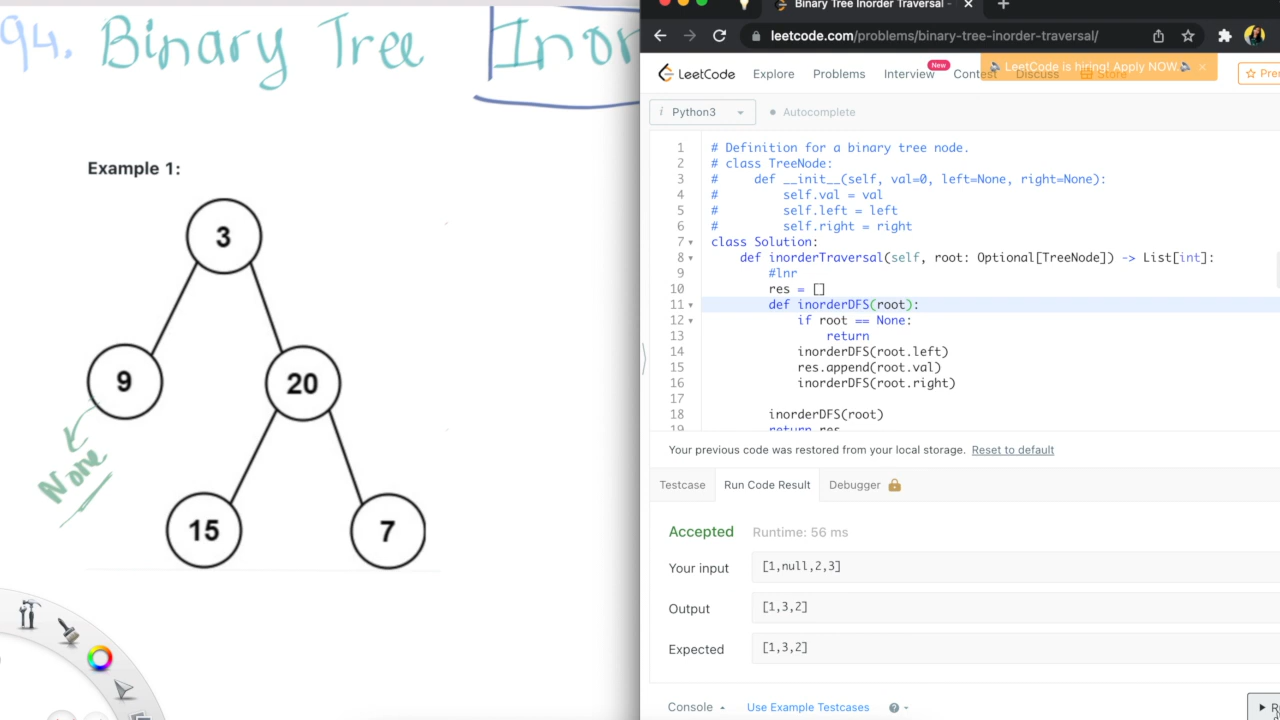 94. Binary Tree Inor
Example 1:
3
9
20
None
15
7
Binary Tree Inorder Traversal -
leetcode.com/problems/binary-tree-inorder-traversal/
LeetCode is hiring! Apply NOW
LeetCode Explore Problems Interview New Contest Discuss Store
Prem
i Python3 Autocomplete
1 # Definition for a binary tree node.
2 # class TreeNode:
3 #     def __init__(self, val=0, left=None, right=None):
4 #         self.val = val
5 #         self.left = left
6 #         self.right = right
7 class Solution:
8     def inorderTraversal(self, root: Optional[TreeNode]) -> List[int]:
9         #lnr
10         res = []
11         def inorderDFS(root):
12             if root == None:
13                 return
14             inorderDFS(root.left)
15             res.append(root.val)
16             inorderDFS(root.right)
17
18         inorderDFS(root)
19         return res
Your previous code was restored from your local storage. Reset to default
Testcase Run Code Result Debugger
Accepted Runtime: 56 ms
Your input [1,null,2,3]
Output [1,3,2]
Expected [1,3,2]
Console Use Example Testcases ?